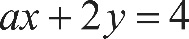 ax + 2y = 4